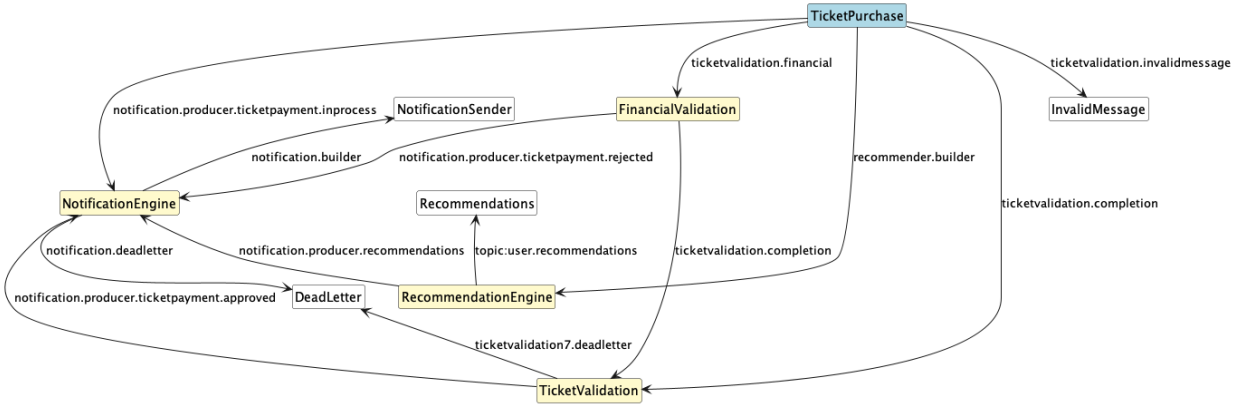 TicketPurchase
ticketvalidation.financial
ticketvalidation.invalidmessage
notification.producer.ticketpayment.inprocess
NotificationSender
FinancialValidation
InvalidMessage
notification.builder
notification.producer.ticketpayment.rejected
recommender.builder
NotificationEngine
Recommendations
ticketvalidation.completion
notification.deadletter
notification.producer.recommendations
topic:user.recommendations
ticketvalidation.completion
notification.producer.ticketpayment.approved
DeadLetter
RecommendationEngine
ticketvalidation7.deadletter
TicketValidation